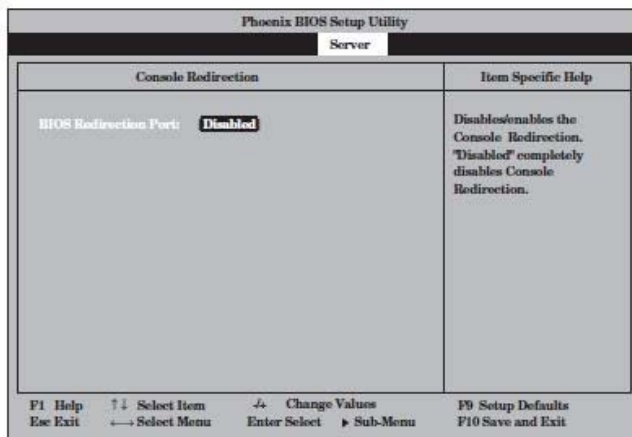 Phoenix BIOS Setup Utility
Server
Console Redirection
Item Specific Help
BIOS Redirection Port: Disabled
Disables/enables the
Console Redirection.
"Disabled" completely
disables Console
Redirection.
F1 Help ↑↓ Select Item -/+ Change Values F9 Setup Defaults
Esc Exit ←→ Select Menu Enter Select ▶ Sub-Menu F10 Save and Exit